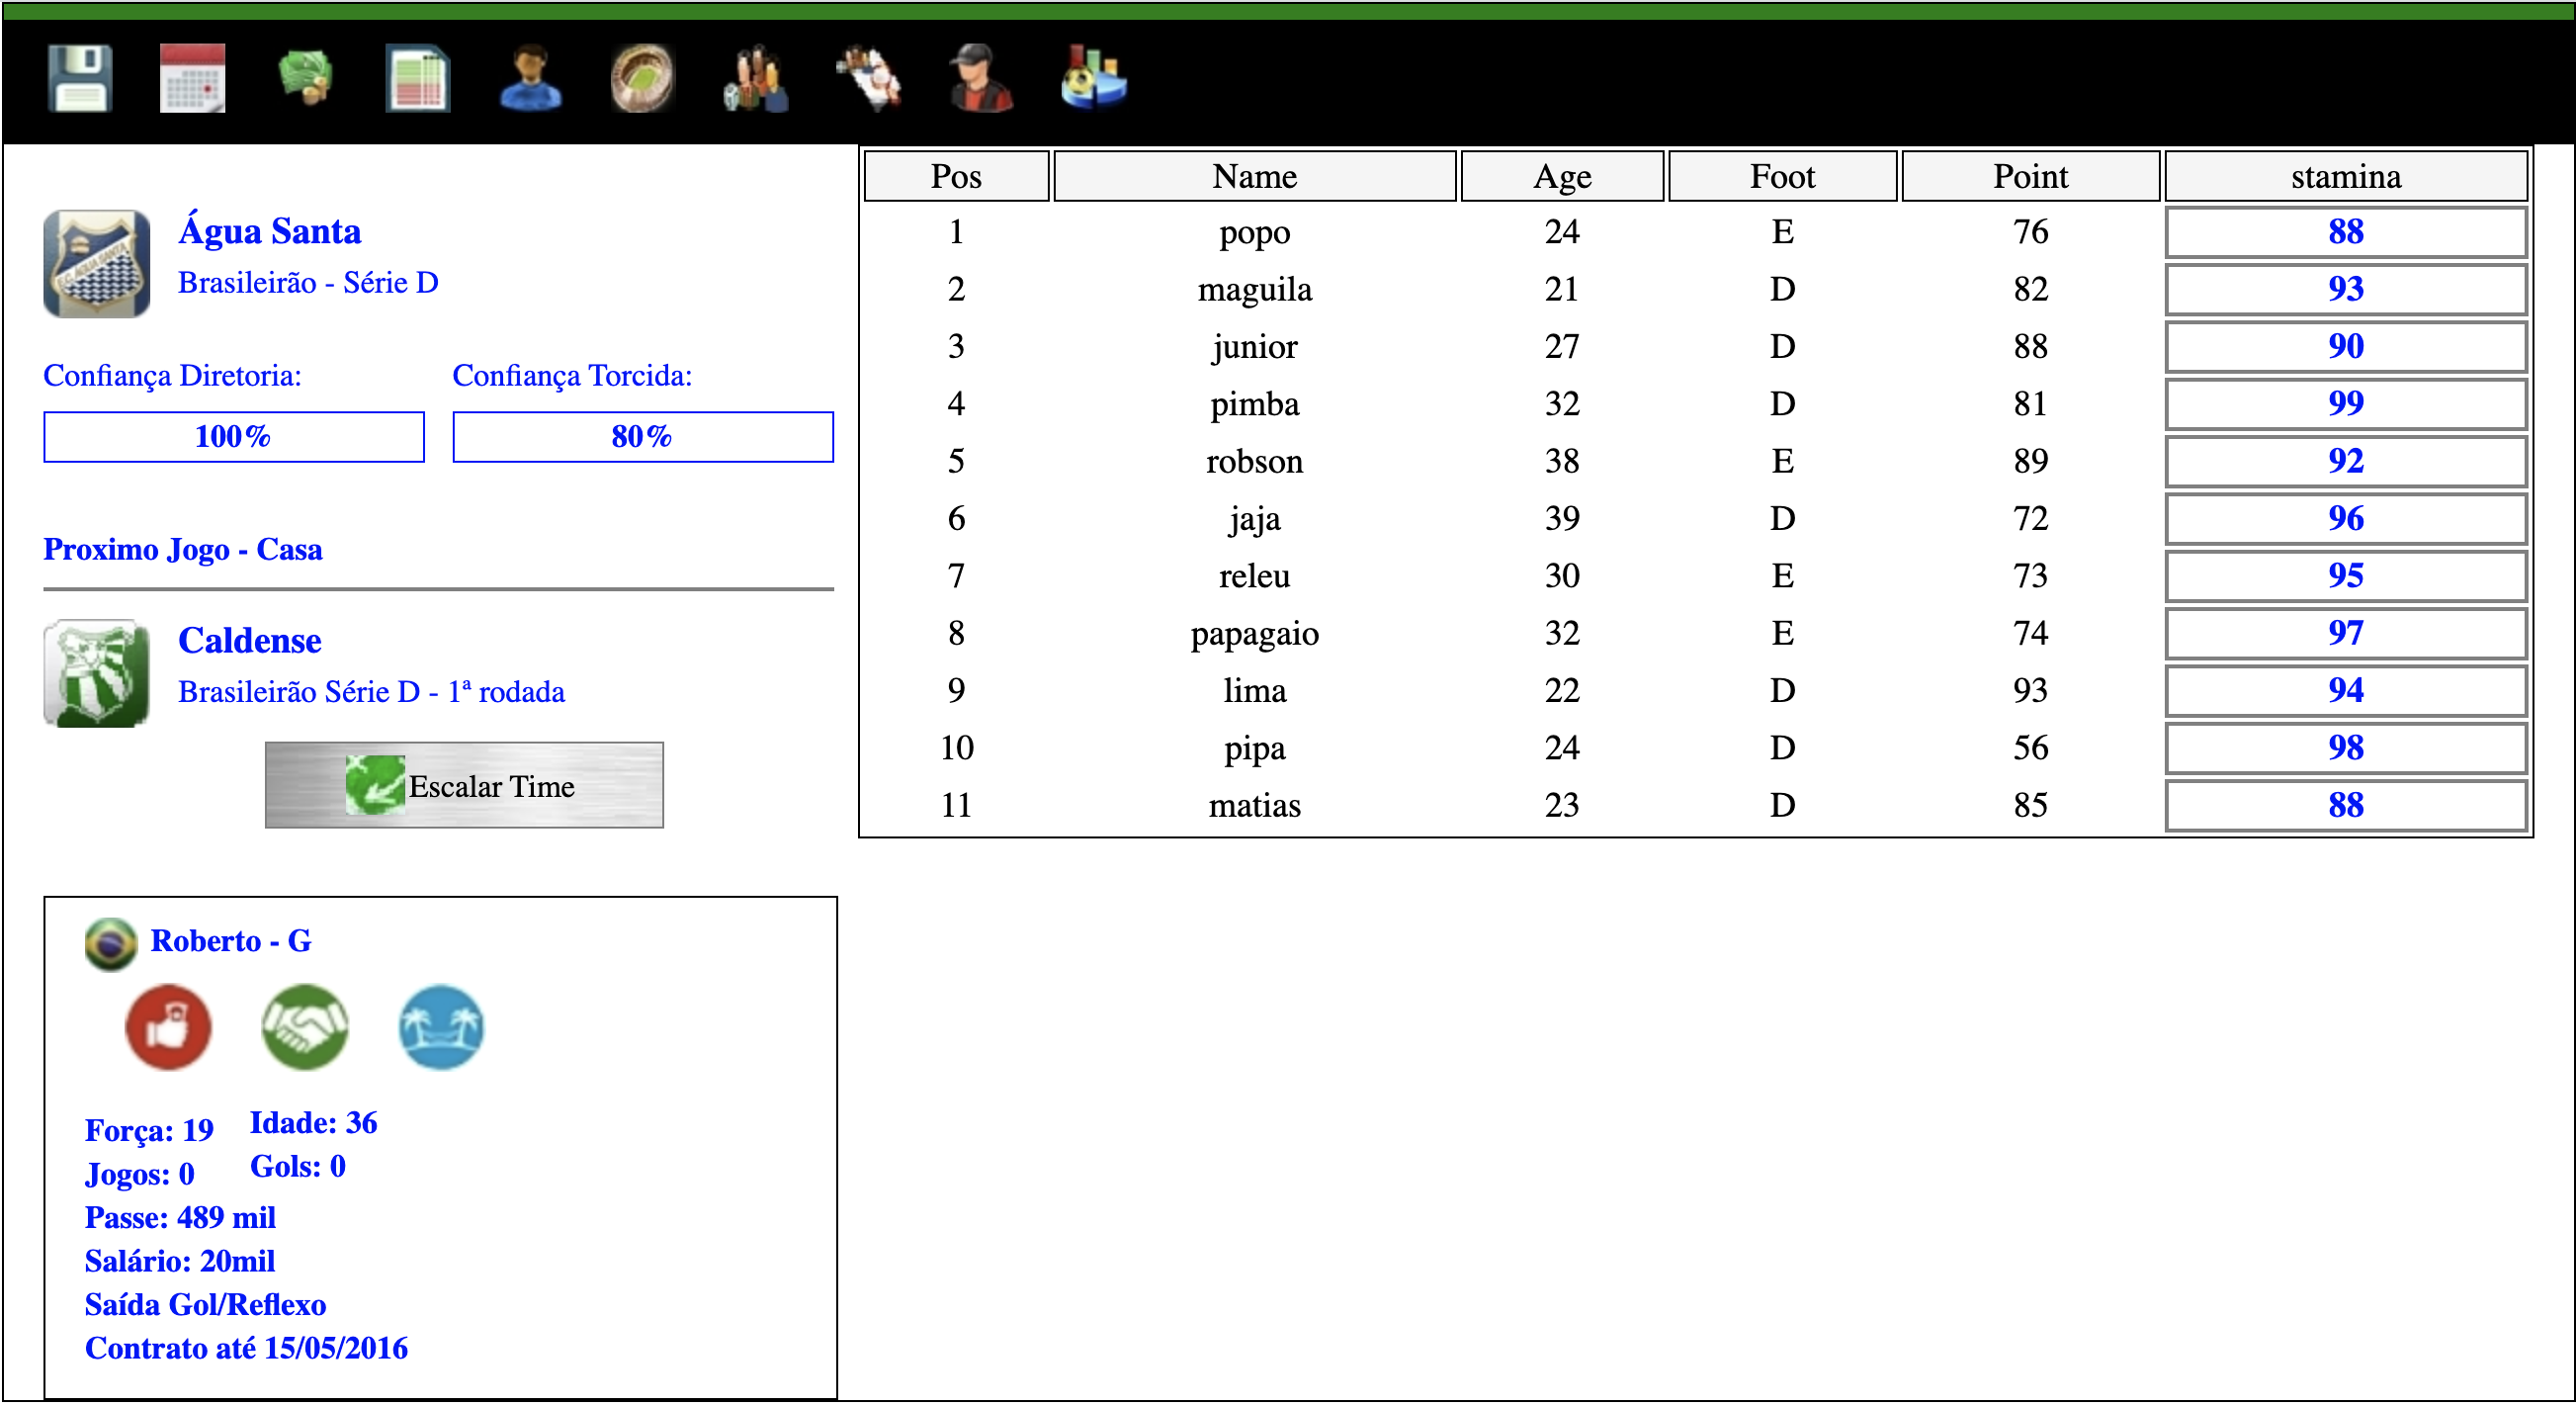 Água Santa
Brasileirão - Série D
Confiança Diretoria: Confiança Torcida:
100% 80%
Proximo Jogo - Casa
Caldense
Brasileirão Série D - 1ª rodada
Escalar Time
Roberto - G
Força: 19 Idade: 36
Jogos: 0 Gols: 0
Passe: 489 mil
Salário: 20mil
Saída Gol/Reflexo
Contrato até 15/05/2016
Pos Name Age Foot Point stamina
1 popo 24 E 76 88
2 maguila 21 D 82 93
3 junior 27 D 88 90
4 pimba 32 D 81 99
5 robson 38 E 89 92
6 jaja 39 D 72 96
7 releu 30 E 73 95
8 papagaio 32 E 74 97
9 lima 22 D 93 94
10 pipa 24 D 56 98
11 matias 23 D 85 88